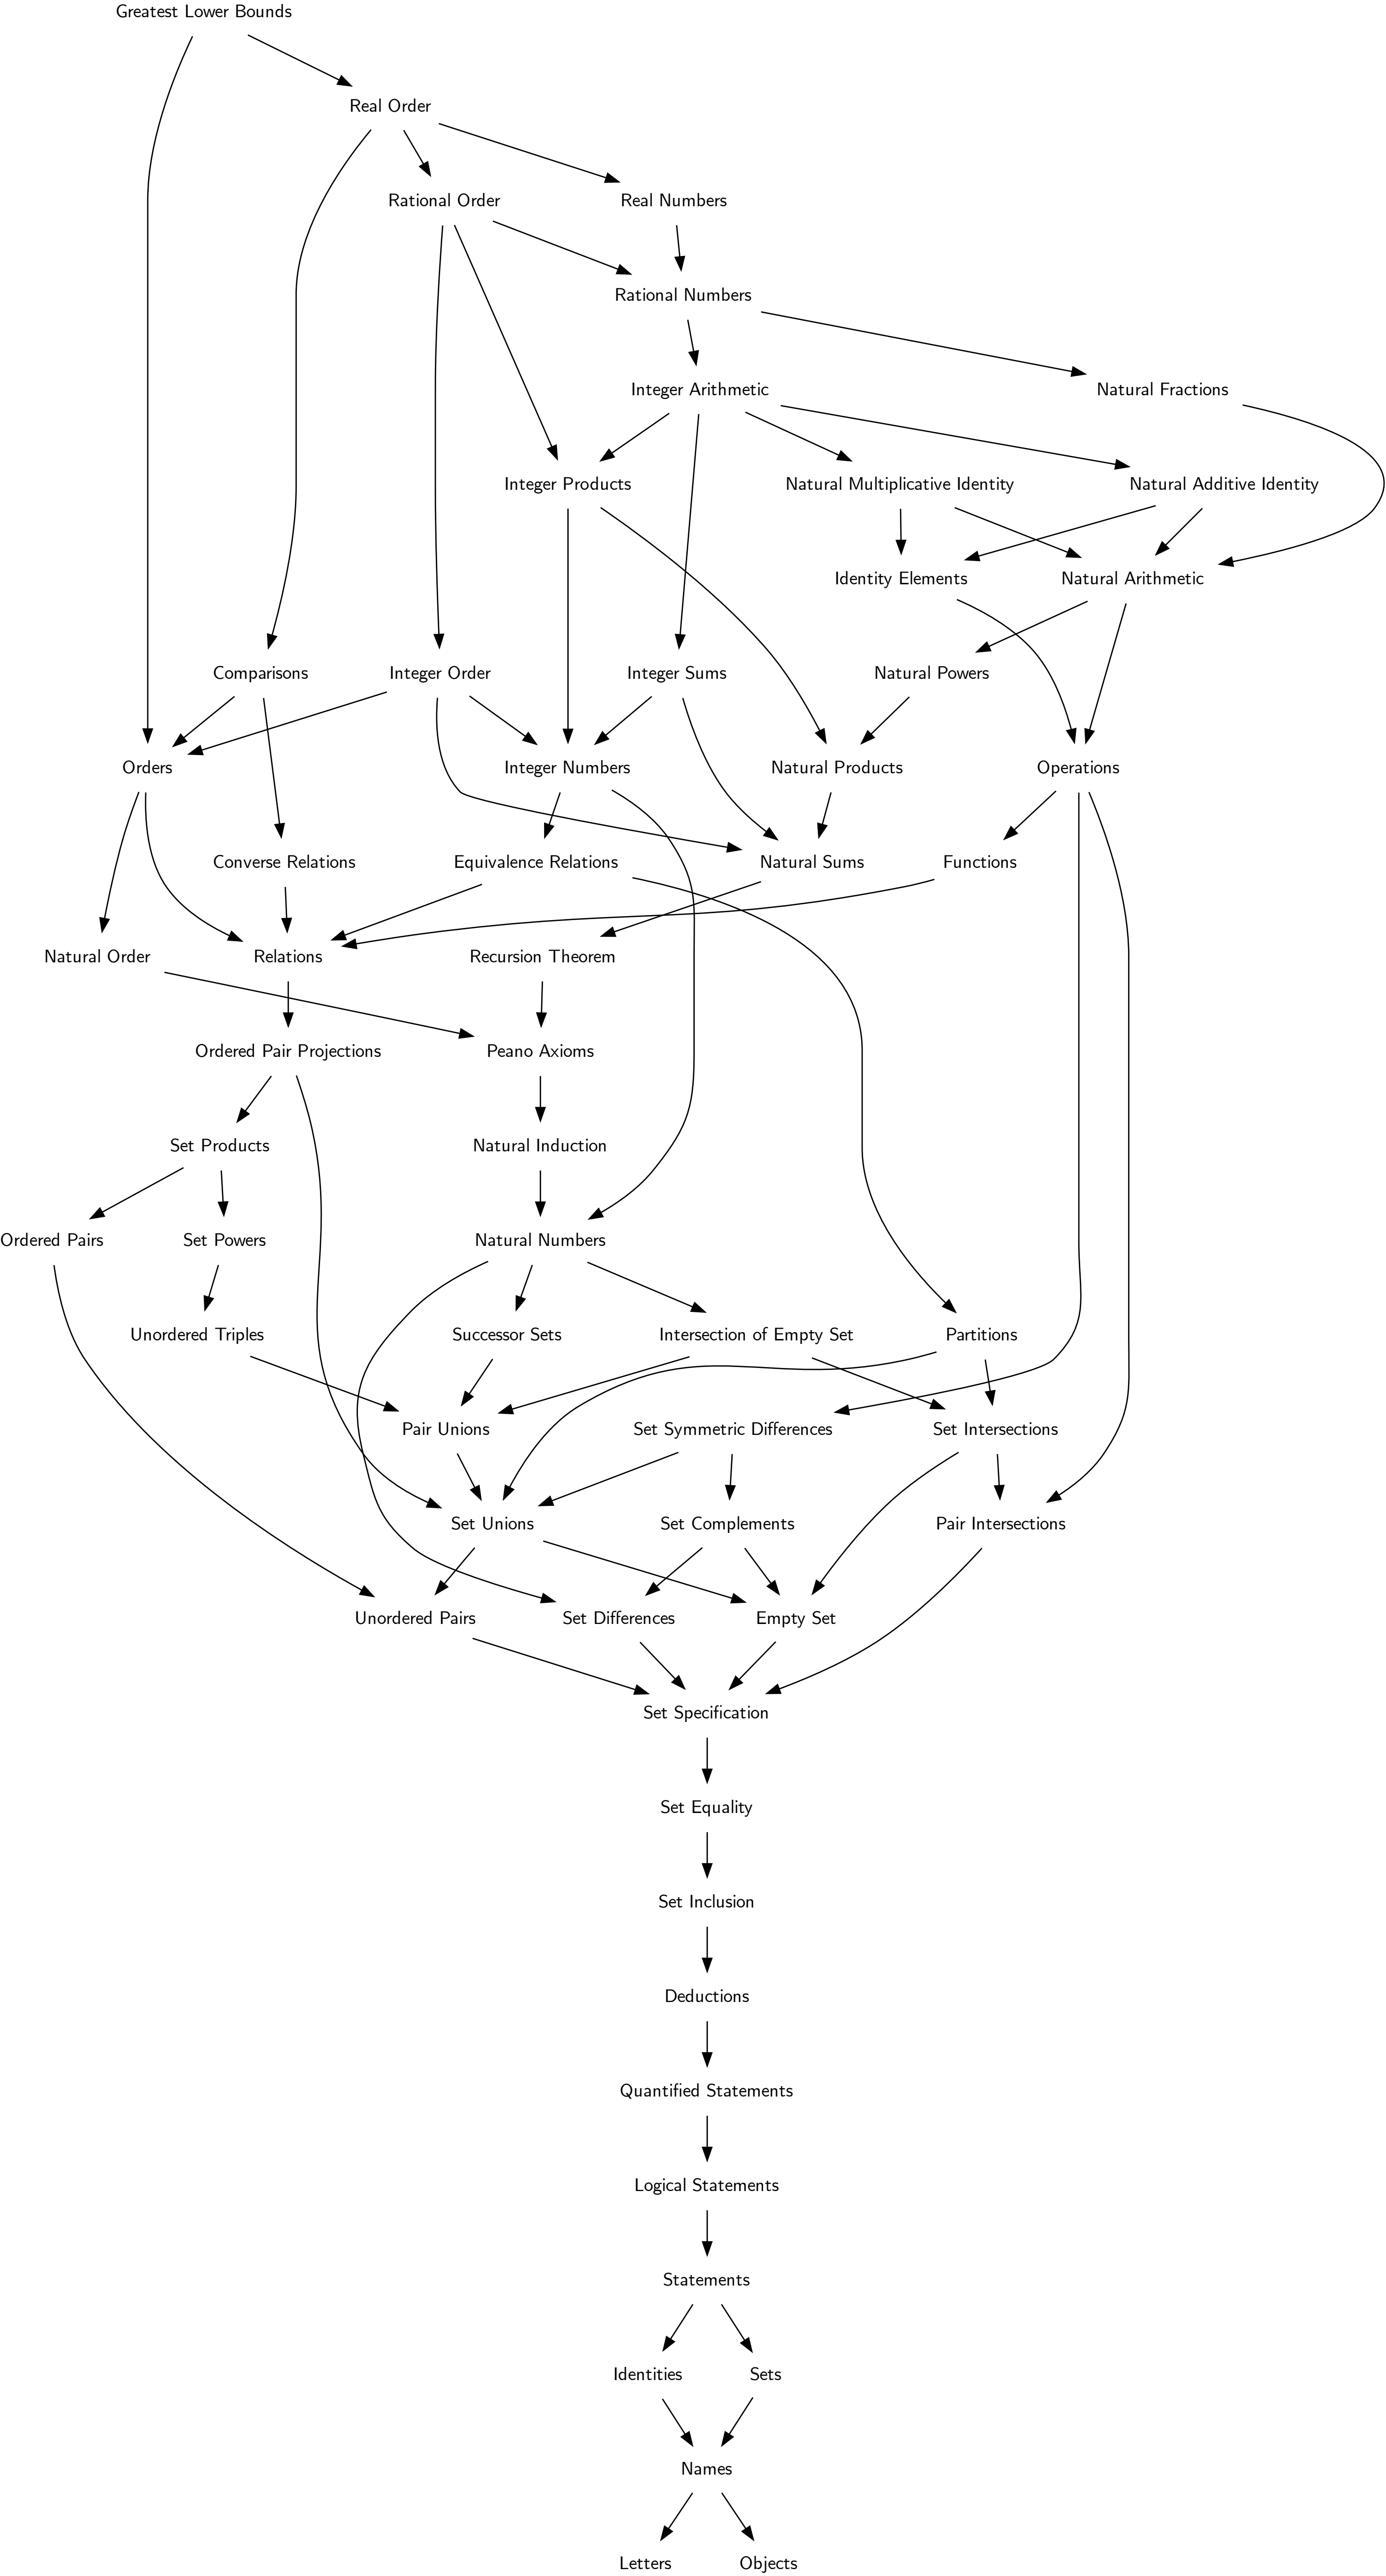 Greatest Lower Bounds
Real Order
Rational Order
Real Numbers
Rational Numbers
Integer Arithmetic
Natural Fractions
Integer Products
Natural Multiplicative Identity
Natural Additive Identity
Identity Elements
Natural Arithmetic
Comparisons
Integer Order
Integer Sums
Natural Powers
Orders
Integer Numbers
Natural Products
Operations
Converse Relations
Equivalence Relations
Natural Sums
Functions
Natural Order
Relations
Recursion Theorem
Ordered Pair Projections
Peano Axioms
Set Products
Natural Induction
Ordered Pairs
Set Powers
Natural Numbers
Unordered Triples
Successor Sets
Intersection of Empty Set
Partitions
Pair Unions
Set Symmetric Differences
Set Intersections
Set Unions
Set Complements
Pair Intersections
Unordered Pairs
Set Differences
Empty Set
Set Specification
Set Equality
Set Inclusion
Deductions
Quantified Statements
Logical Statements
Statements
Identities
Sets
Names
Letters
Objects